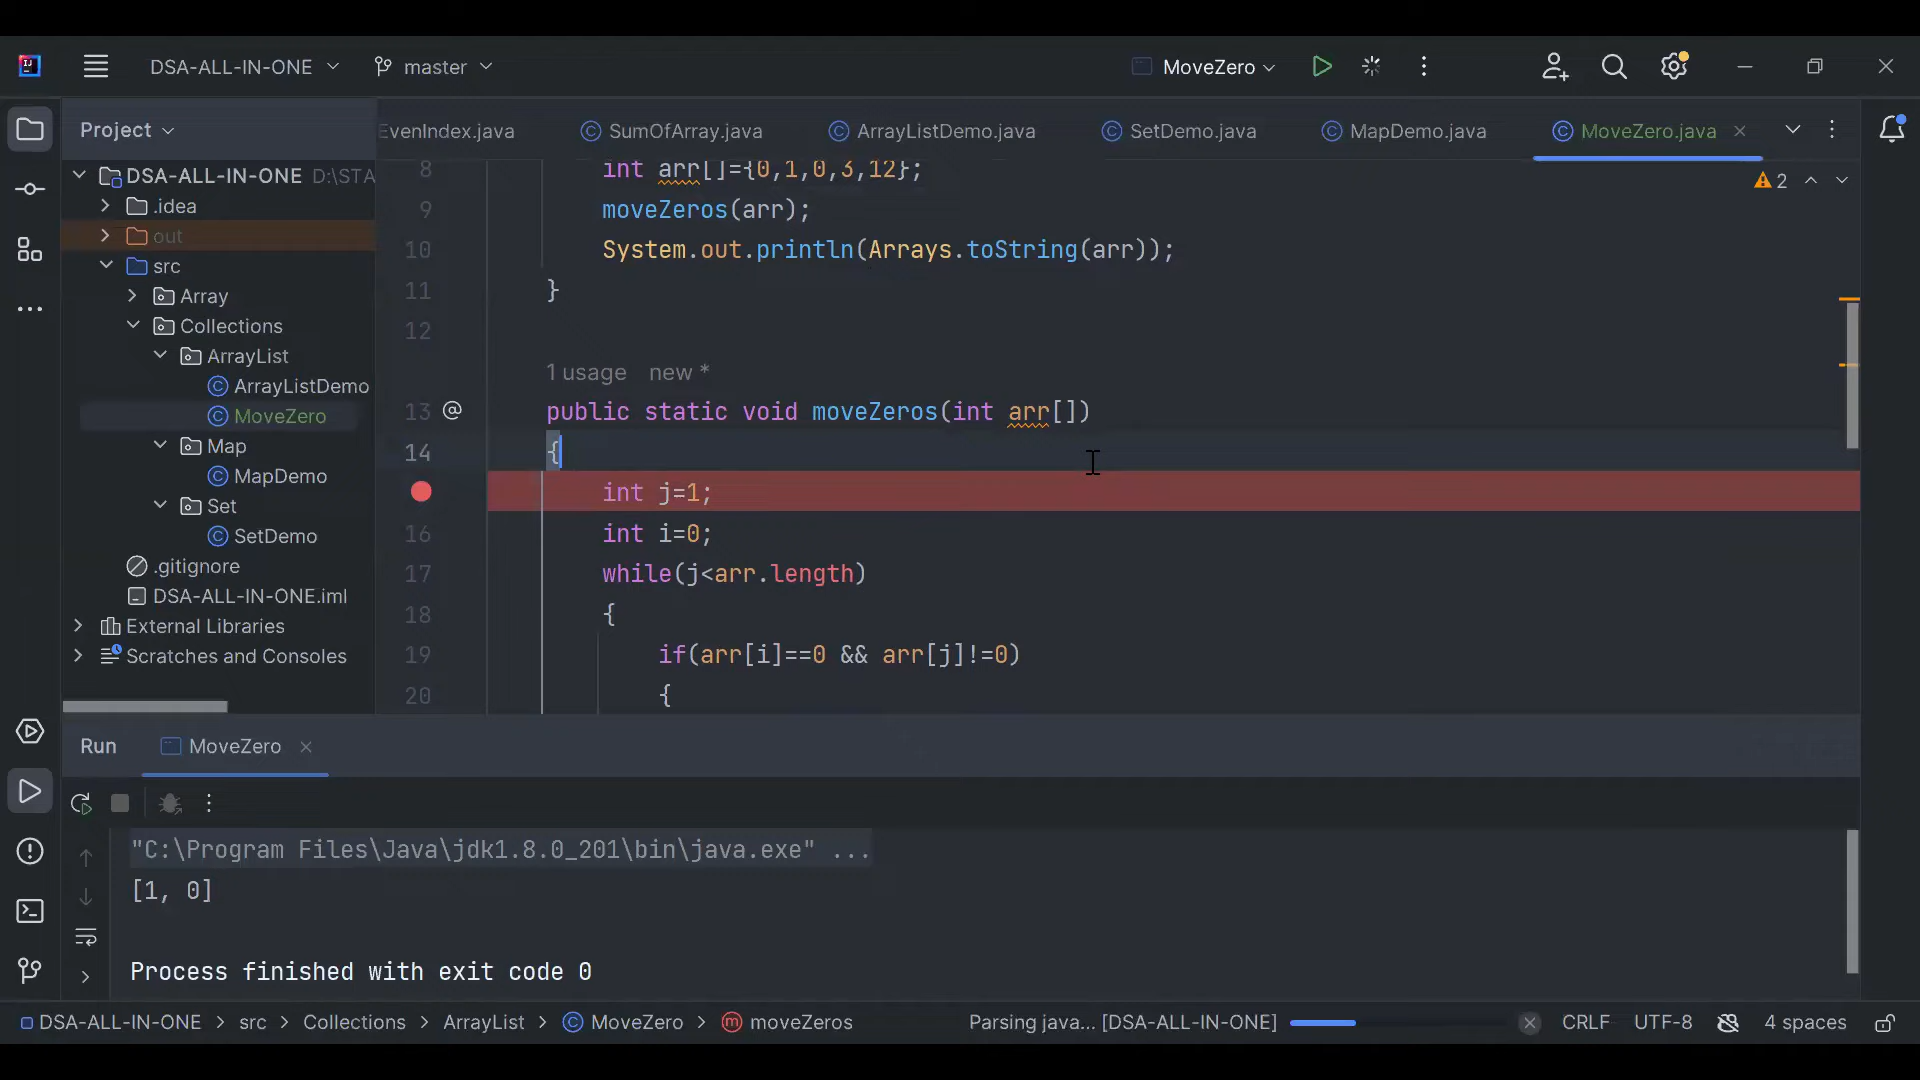 DSA-ALL-IN-ONE master MoveZero
Project
EvenIndex.java SumOfArray.java ArrayListDemo.java SetDemo.java MapDemo.java MoveZero.java
DSA-ALL-IN-ONE D:\STA
.idea
out
src
Array
Collections
ArrayList
ArrayListDemo
MoveZero
Map
MapDemo
Set
SetDemo
.gitignore
DSA-ALL-IN-ONE.iml
External Libraries
Scratches and Consoles
2
8 int arr[]={0,1,0,3,12};
9 moveZeros(arr);
10 System.out.println(Arrays.toString(arr));
11 }
12
1 usage new *
13 @ public static void moveZeros(int arr[])
14 {
int j=1;
16 int i=0;
17 while(j<arr.length)
18 {
19 if(arr[i]==0 && arr[j]!=0)
20 {
Run MoveZero
"C:\Program Files\Java\jdk1.8.0_201\bin\java.exe" ...
[1, 0]
Process finished with exit code 0
DSA-ALL-IN-ONE > src > Collections > ArrayList > MoveZero > moveZeros Parsing java... [DSA-ALL-IN-ONE] CRLF UTF-8 4 spaces